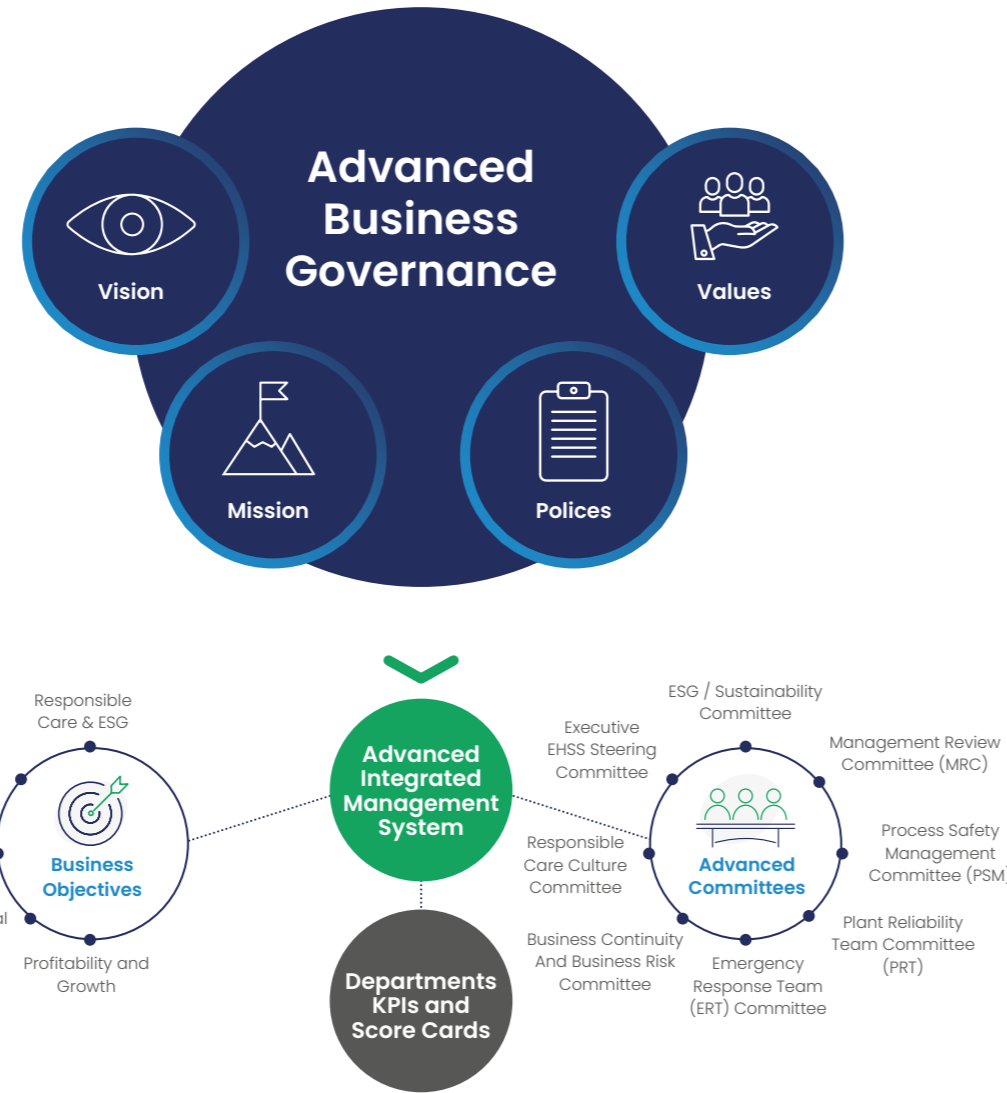 Advanced
Business
Governance
Vision
Values
Mission
Polices
Responsible
Care & ESG
Business
Objectives
Profitability and
Growth
Advanced
Integrated
Management
System
Departments
KPIs and
Score Cards
ESG / Sustainability
Committee
Executive
EHSS Steering
Committee
Management Review
Committee (MRC)
Responsible
Care Culture
Committee
Advanced
Committees
Process Safety
Management
Committee (PSM)
Business Continuity
And Business Risk
Committee
Emergency
Response Team
(ERT) Committee
Plant Reliability
Team Committee
(PRT)